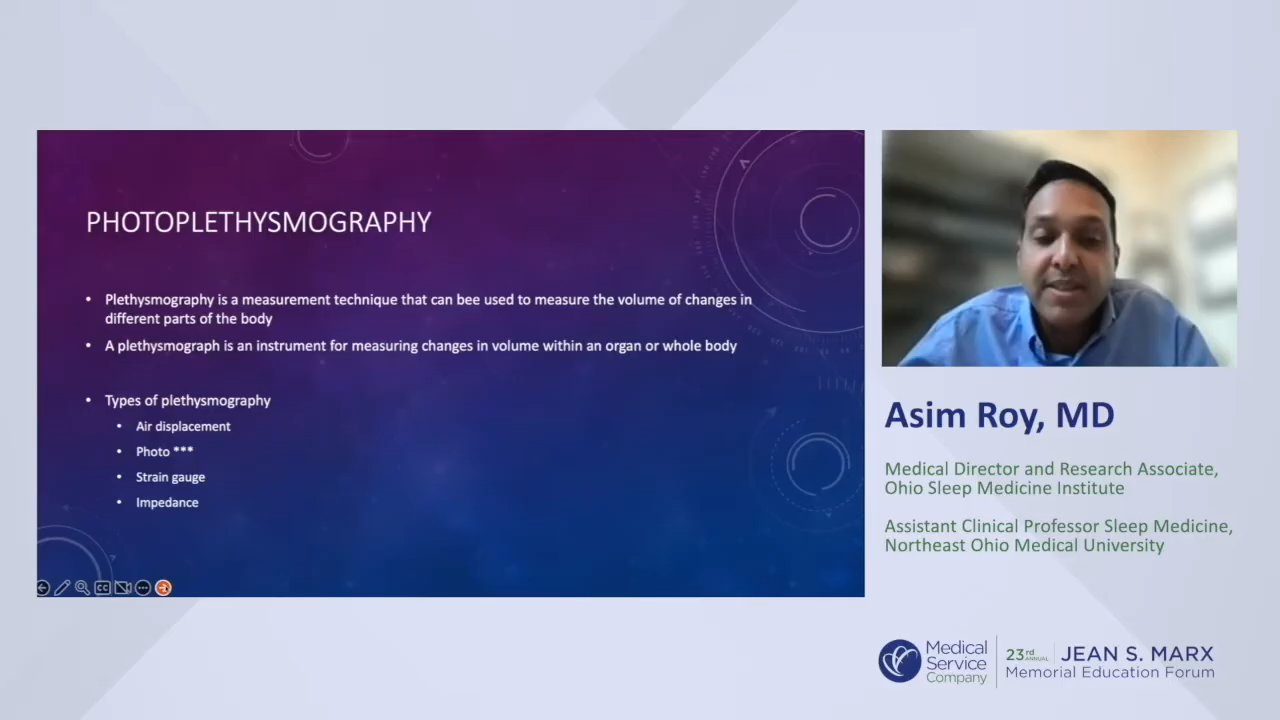 PHOTOPLETHYSMOGRAPHY
• Plethysmography is a measurement technique that can bee used to measure the volume of changes in
different parts of the body
• A plethysmograph is an instrument for measuring changes in volume within an organ or whole body
• Types of plethysmography
• Air displacement
• Photo ***
• Strain gauge
• Impedance
CC
Asim Roy, MD
Medical Director and Research Associate,
Ohio Sleep Medicine Institute
Assistant Clinical Professor Sleep Medicine,
Northeast Ohio Medical University
Medical
Service
Company
23rd ANNUAL JEAN S. MARX
Memorial Education Forum